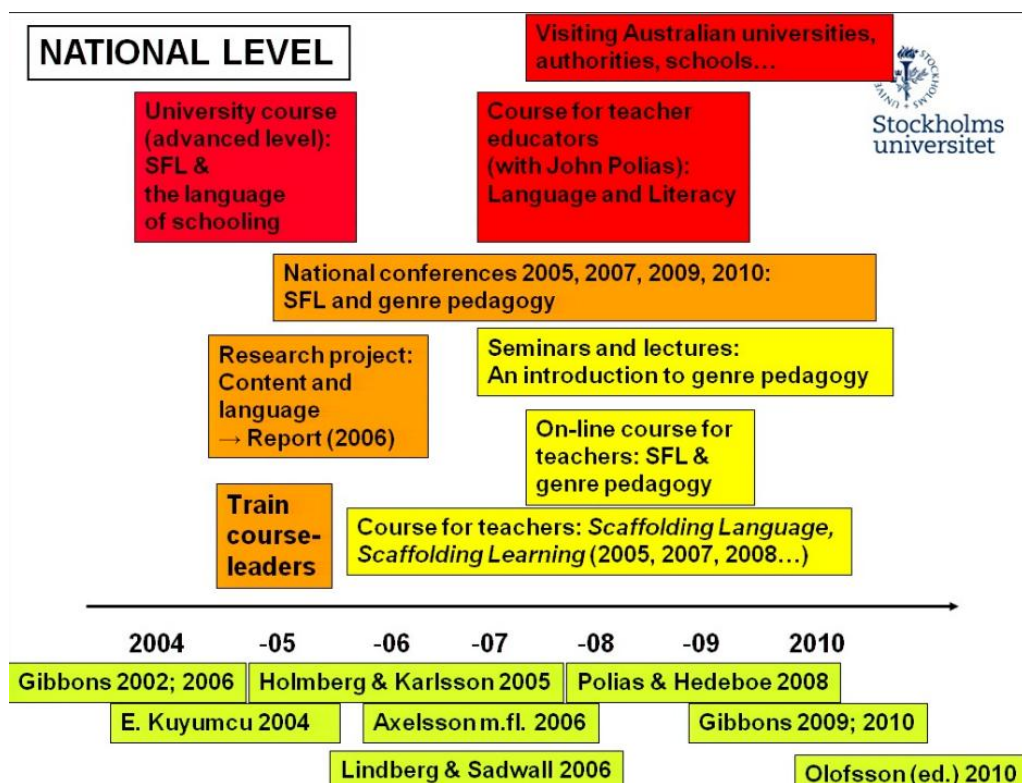 NATIONAL LEVEL
Visiting Australian universities,
authorities, schools…
STOCKHOLMS UNIVE
Stockholms
universitet
University course
(advanced level):
SFL &
the language
of schooling
Course for teacher
educators
(with John Polias):
Language and Literacy
National conferences 2005, 2007, 2009, 2010:
SFL and genre pedagogy
Research project:
Content and
language
→ Report (2006)
Seminars and lectures:
An introduction to genre pedagogy
On-line course for
teachers: SFL &
genre pedagogy
Train
course-
leaders
Course for teachers: Scaffolding Language,
Scaffolding Learning (2005, 2007, 2008…)
2004 -05 -06 -07 -08 -09 2010
Gibbons 2002; 2006 Holmberg & Karlsson 2005 Polias & Hedeboe 2008
E. Kuyumcu 2004 Axelsson m.fl. 2006 Gibbons 2009; 2010
Lindberg & Sadwall 2006 Olofsson (ed.) 2010